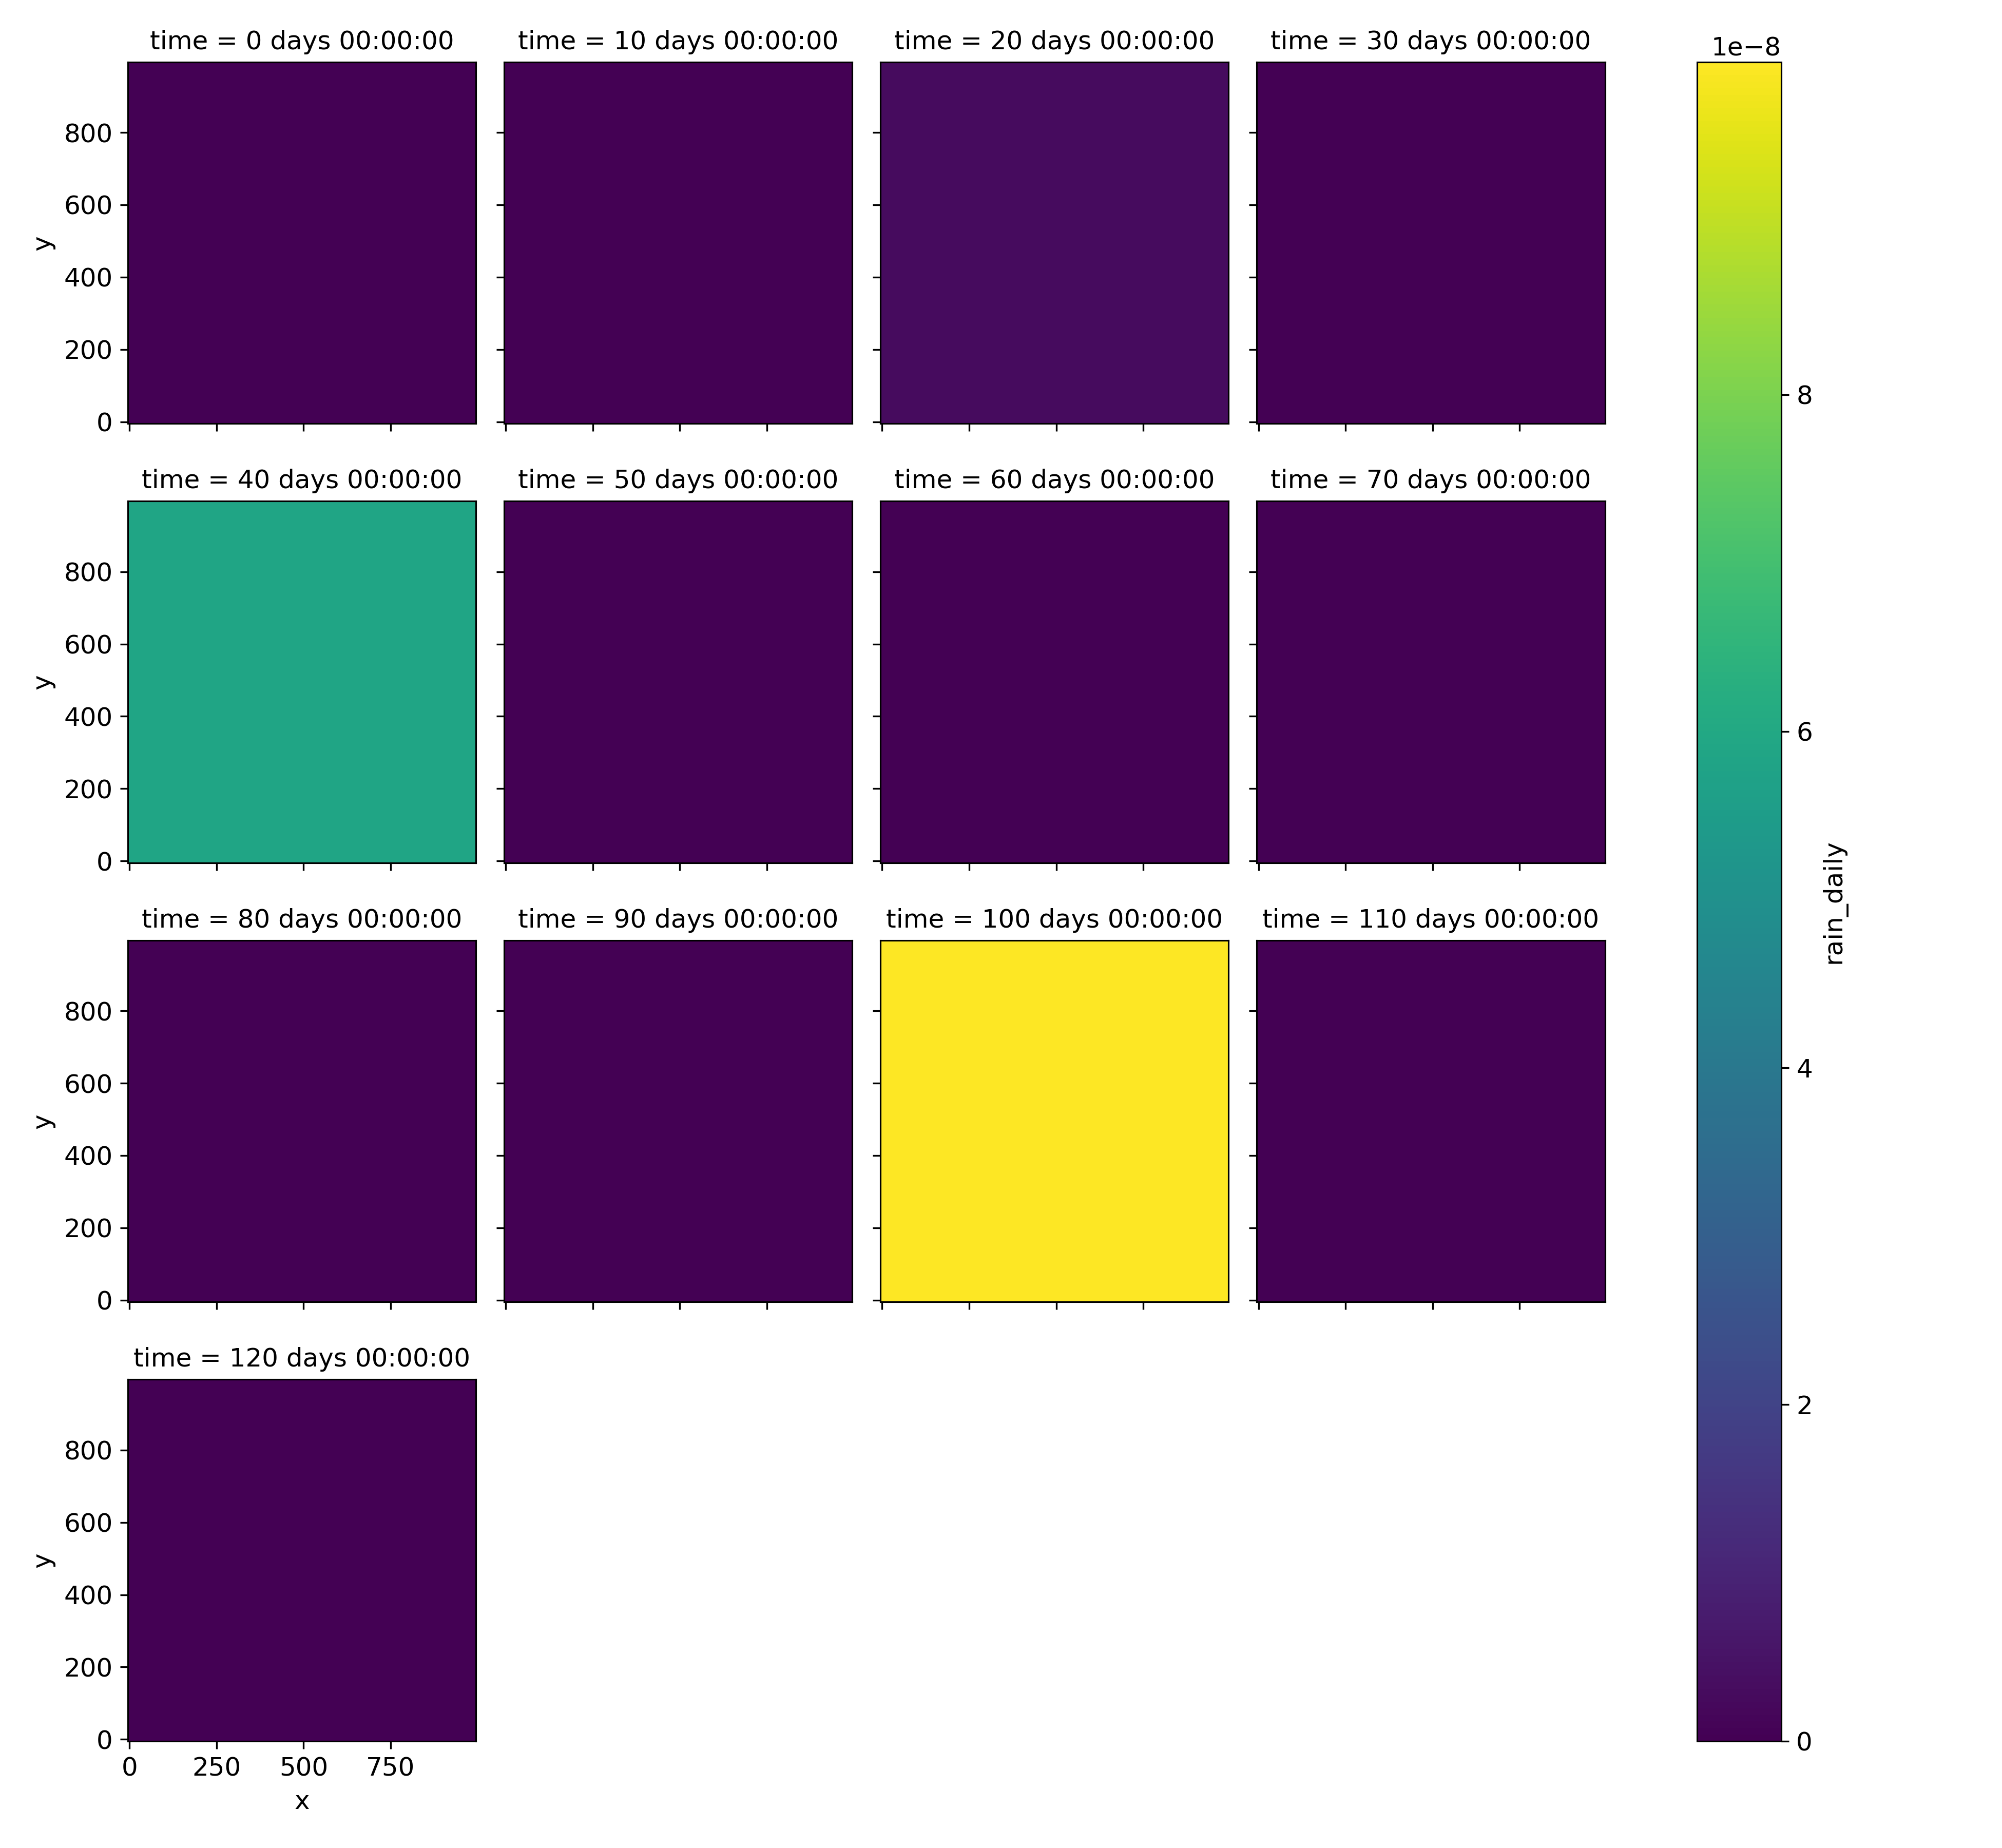 time = 0 days 00:00:00
time = 10 days 00:00:00
time = 20 days 00:00:00
time = 30 days 00:00:00
1e−8
y
800
600
400
200
0
time = 40 days 00:00:00
time = 50 days 00:00:00
time = 60 days 00:00:00
time = 70 days 00:00:00
y
800
600
400
200
0
time = 80 days 00:00:00
time = 90 days 00:00:00
time = 100 days 00:00:00
time = 110 days 00:00:00
y
800
600
400
200
0
time = 120 days 00:00:00
y
800
600
400
200
0
0 250 500 750
x
8
6
4
2
0
rain_daily